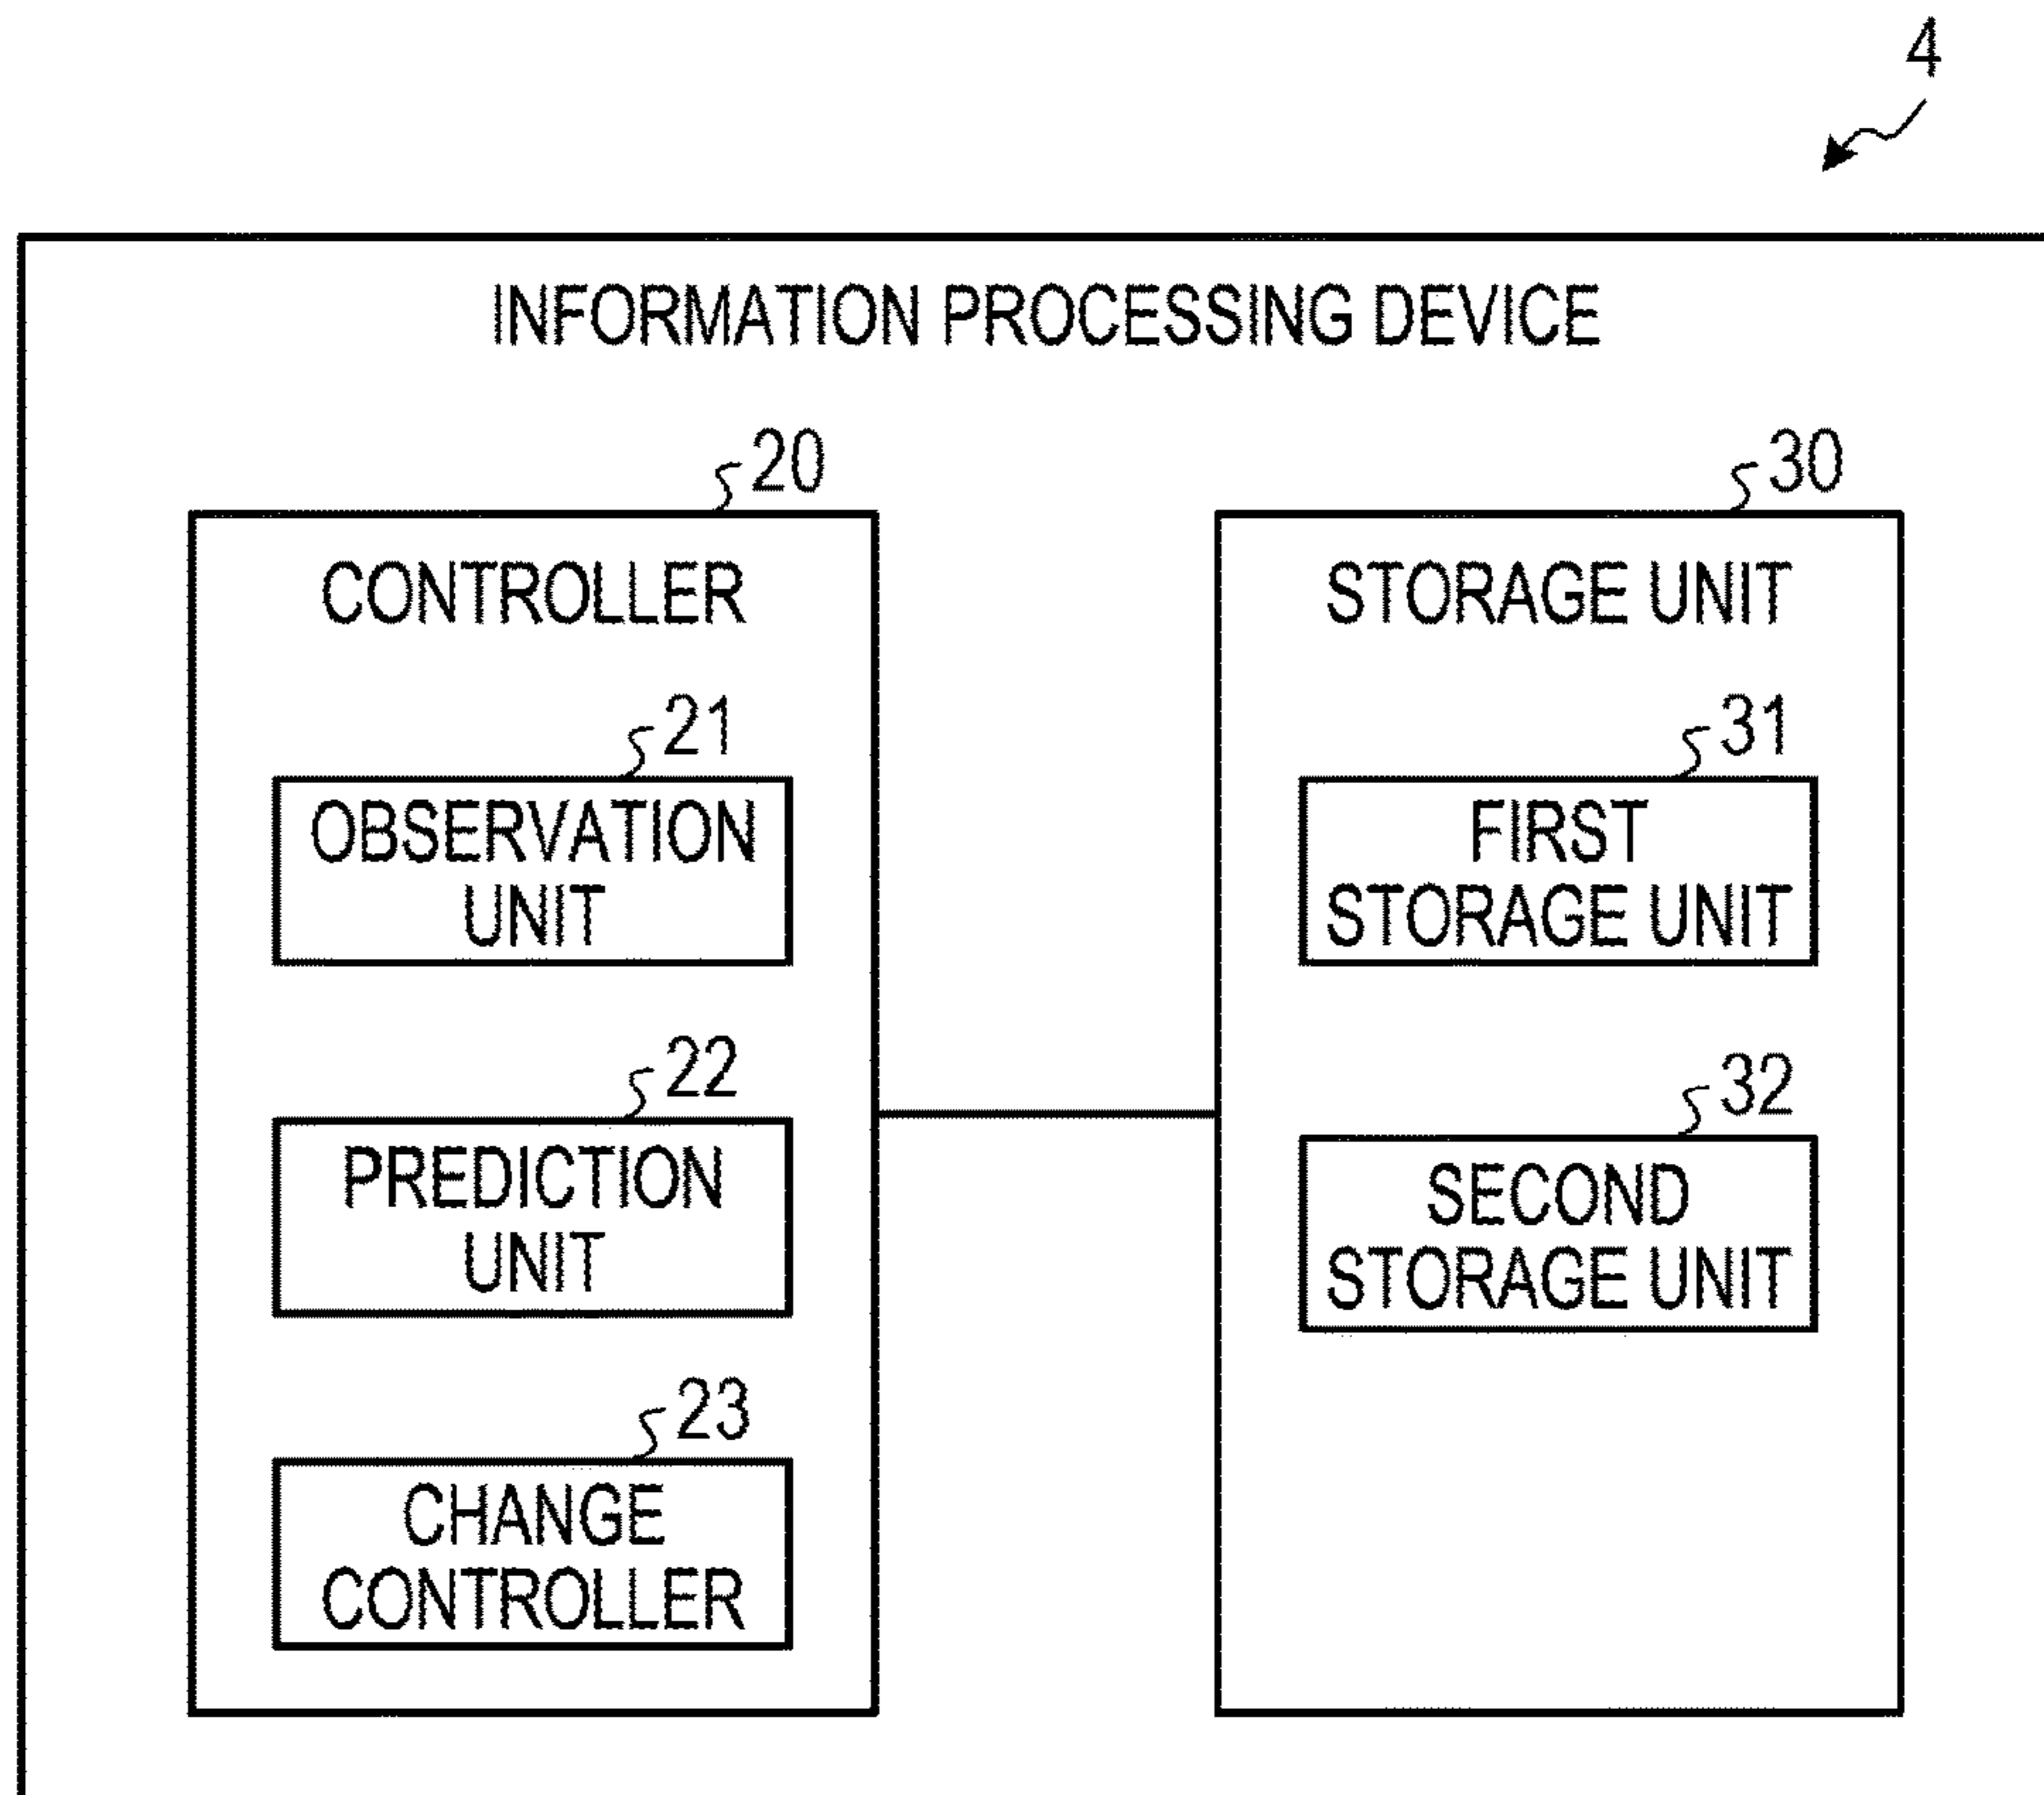 4
INFORMATION PROCESSING DEVICE
20
CONTROLLER
21
OBSERVATION
UNIT
22
PREDICTION
UNIT
23
CHANGE
CONTROLLER
30
STORAGE UNIT
31
FIRST
STORAGE UNIT
32
SECOND
STORAGE UNIT